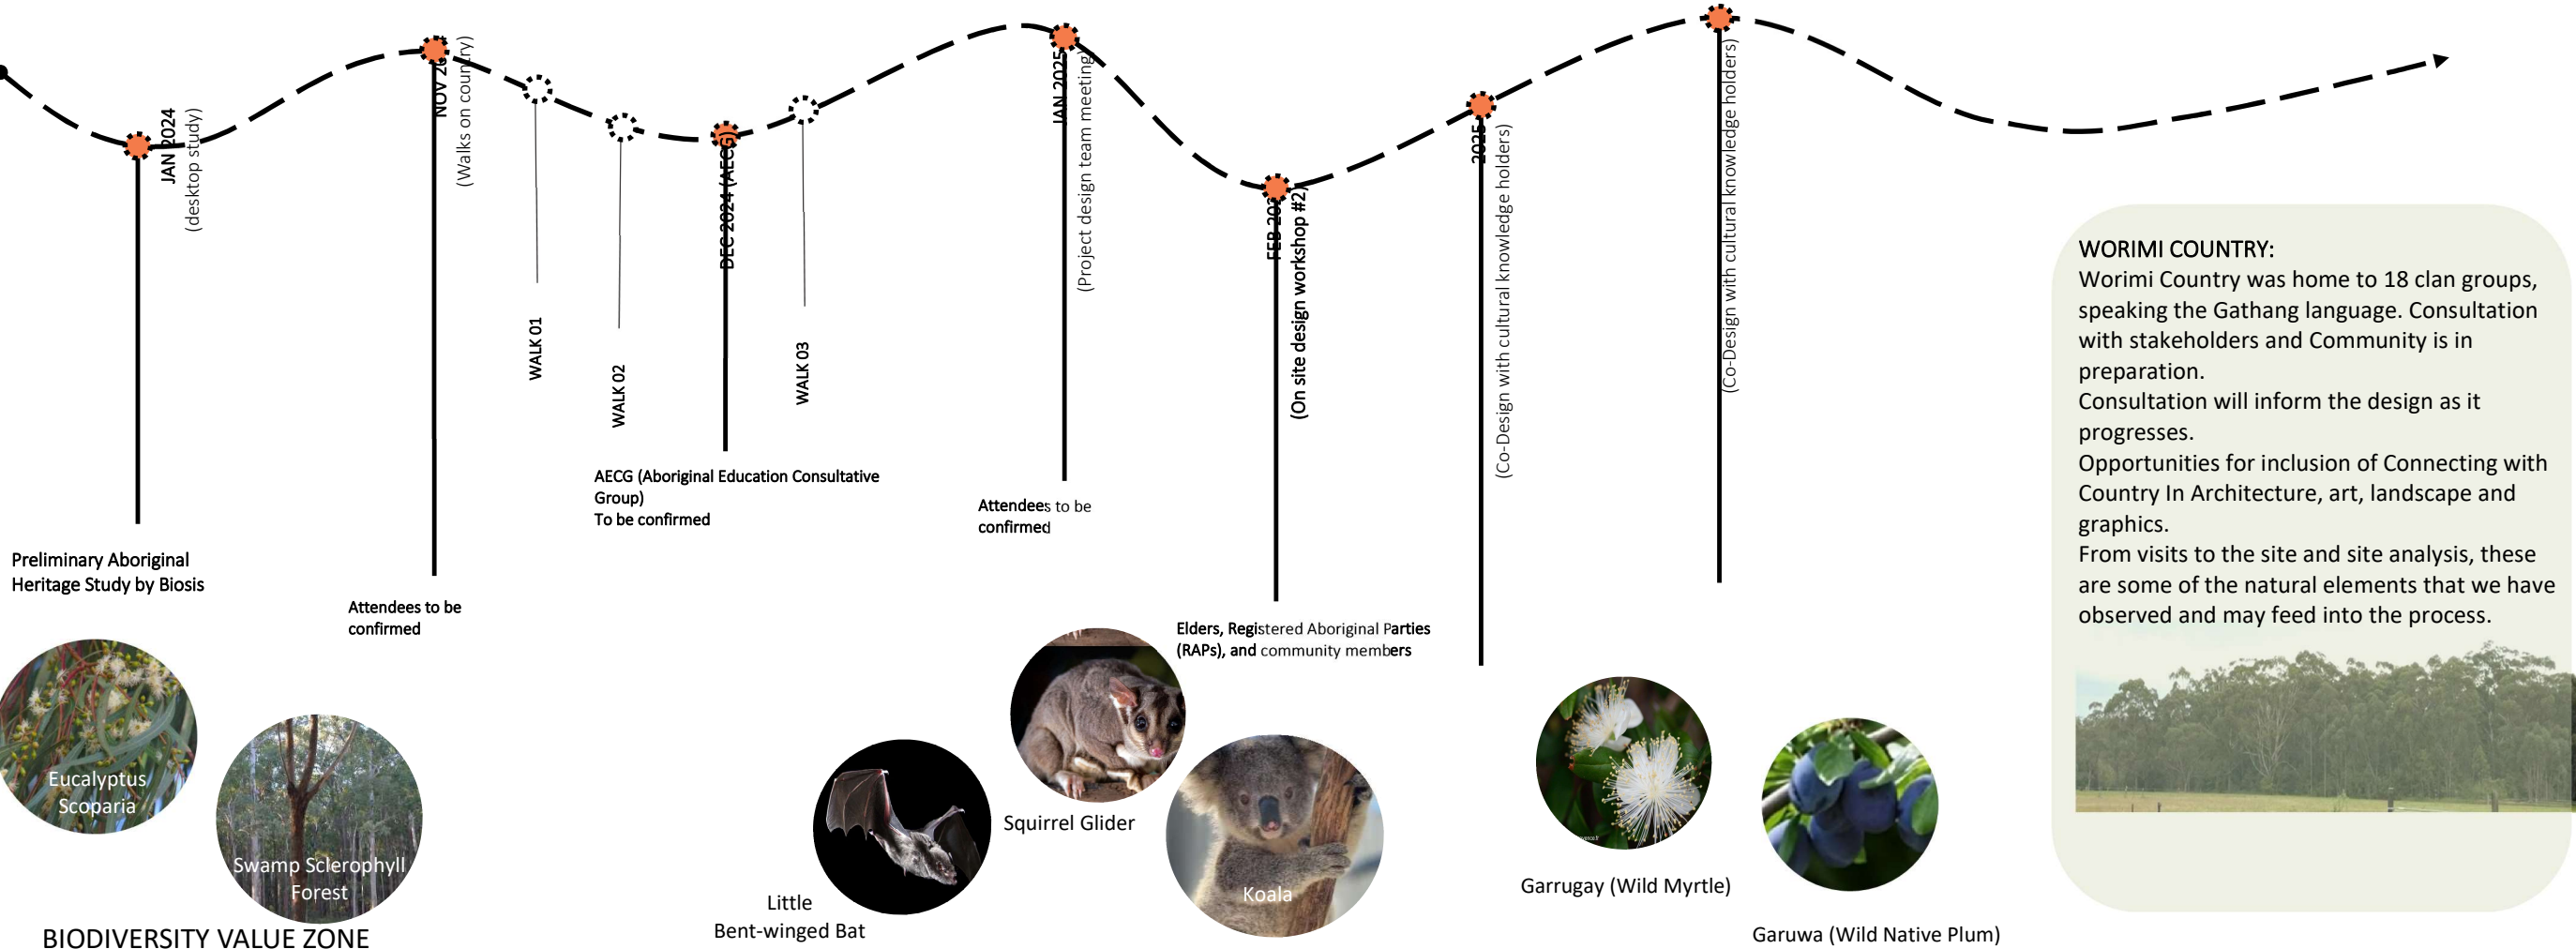 JAN 2024
(desktop study)
NOV 20
(Walks on country)
WALK 01
WALK 02
DEC 2024 (AECG)
WALK 03
JAN 2025
(Project design team meeting)
FEB 202
(On site design workshop #2)
2025
(Co-Design with cultural knowledge holders)
(Co-Design with cultural knowledge holders)
Preliminary Aboriginal
Heritage Study by Biosis
Attendees to be
confirmed
AECG (Aboriginal Education Consultative
Group)
To be confirmed
Attendees to be
confirmed
Elders, Registered Aboriginal Parties
(RAPs), and community members
Eucalyptus
Scoparia
Swamp Sclerophyll
Forest
BIODIVERSITY VALUE ZONE
Little
Bent-winged Bat
Squirrel Glider
Koala
Garrugay (Wild Myrtle)
Garuwa (Wild Native Plum)
WORIMI COUNTRY:
Worimi Country was home to 18 clan groups,
speaking the Gathang language. Consultation
with stakeholders and Community is in
preparation.
Consultation will inform the design as it
progresses.
Opportunities for inclusion of Connecting with
Country In Architecture, art, landscape and
graphics.
From visits to the site and site analysis, these
are some of the natural elements that we have
observed and may feed into the process.